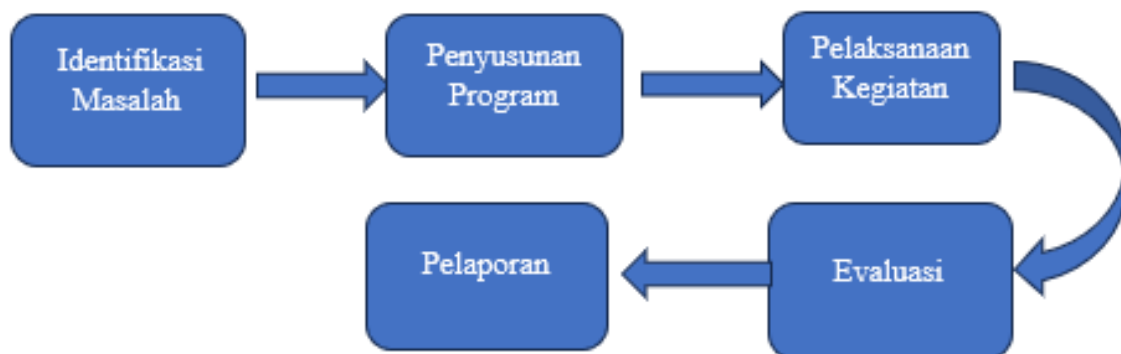 Identifikasi
Masalah
Penyusunan
Program
Pelaksanaan
Kegiatan
Evaluasi
Pelaporan